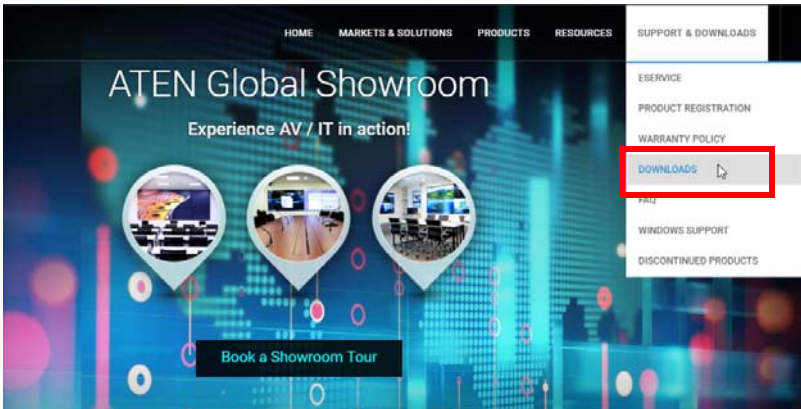 HOME MARKETS & SOLUTIONS PRODUCTS RESOURCES SUPPORT & DOWNLOADS
ATEN Global Showroom
Experience AV / IT in action!
Book a Showroom Tour
ESERVICE
PRODUCT REGISTRATION
WARRANTY POLICY
DOWNLOADS
FAQ
WINDOWS SUPPORT
DISCONTINUED PRODUCTS